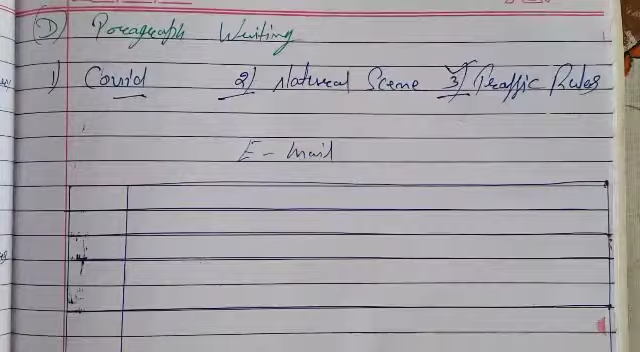 (D) Paragraph Writing
1) Covid 2) Natural Scene 3) Traffic Rules
E-Mail